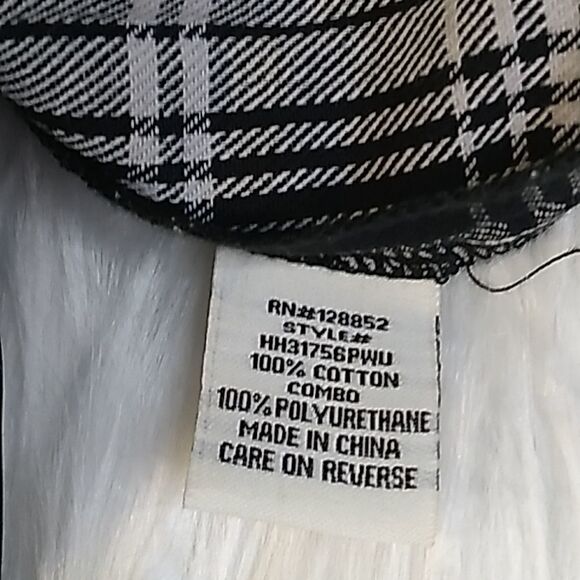 RN#128852
STYLE#
HH31756PWU
100% COTTON
COMBO
100% POLYURETHANE
MADE IN CHINA
CARE ON REVERSE